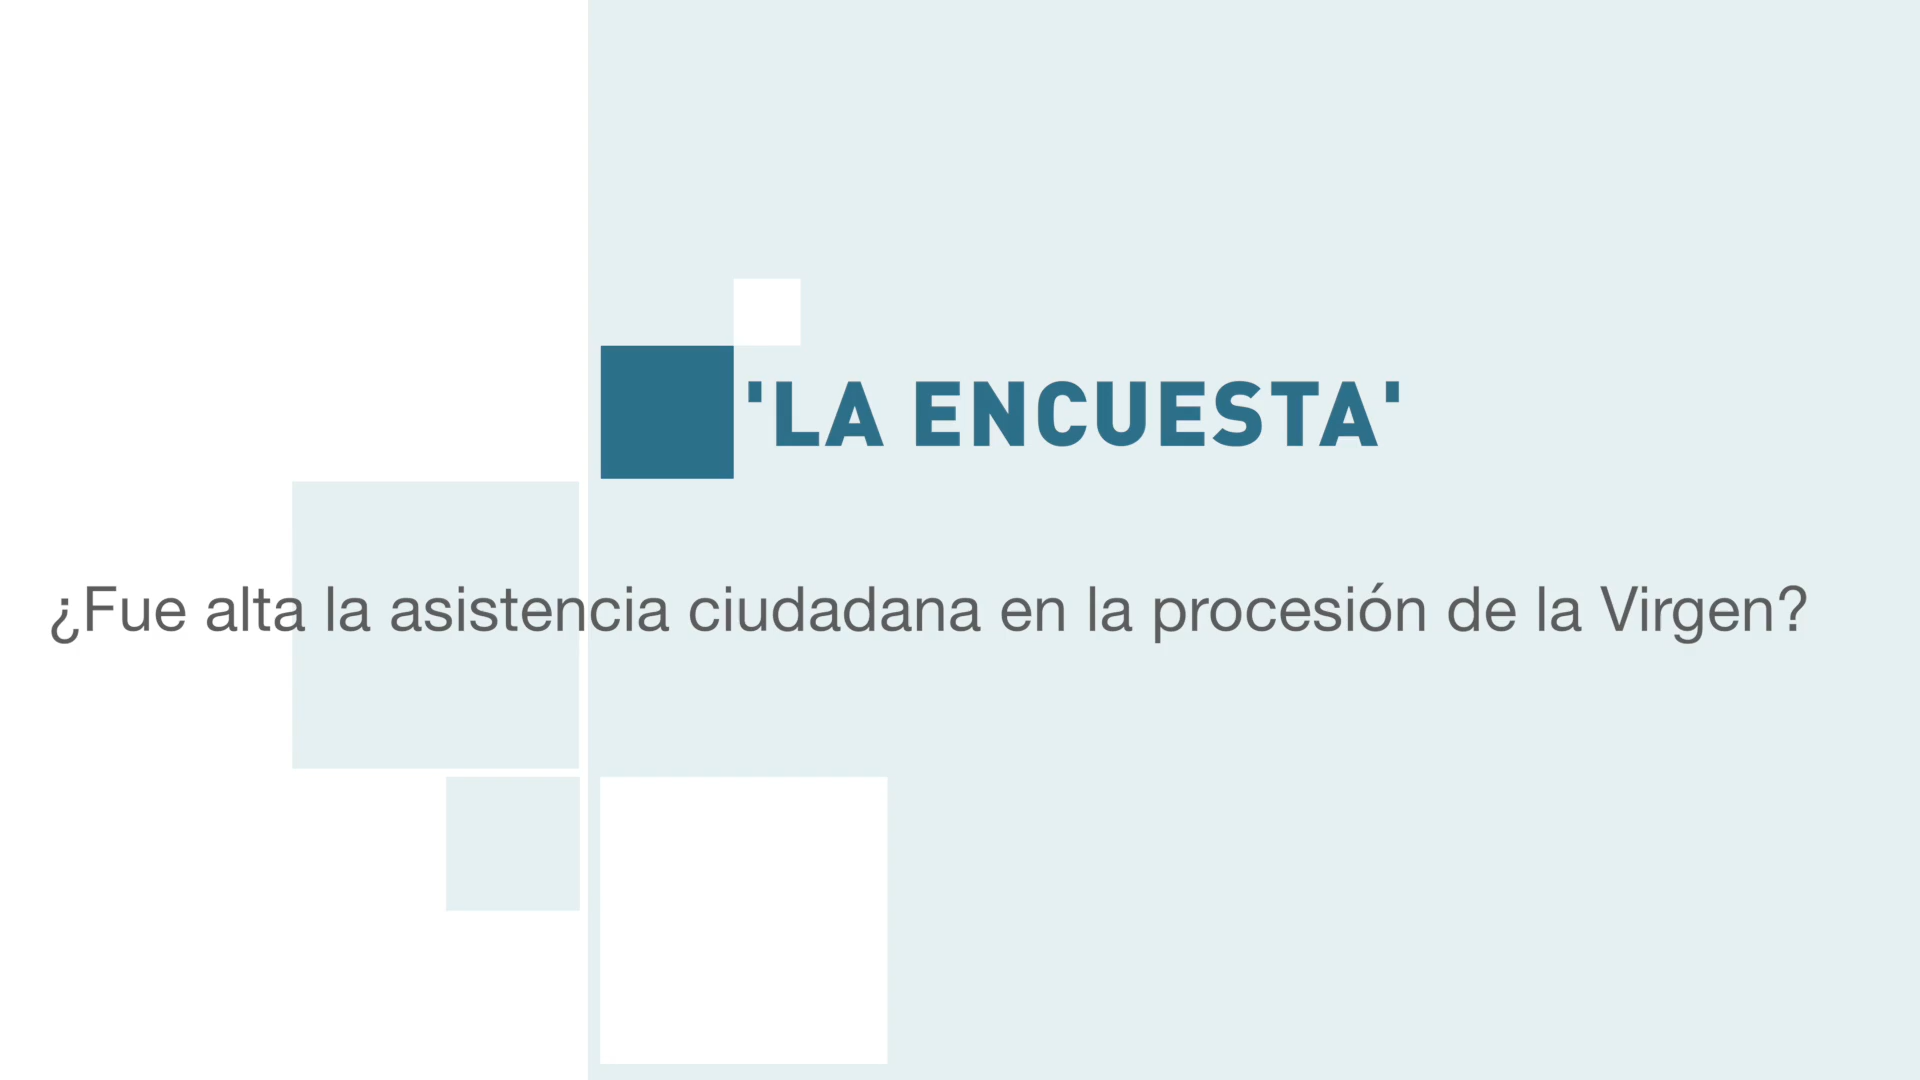 'LA ENCUESTA'
¿Fue alta la asistencia ciudadana en la procesión de la Virgen?